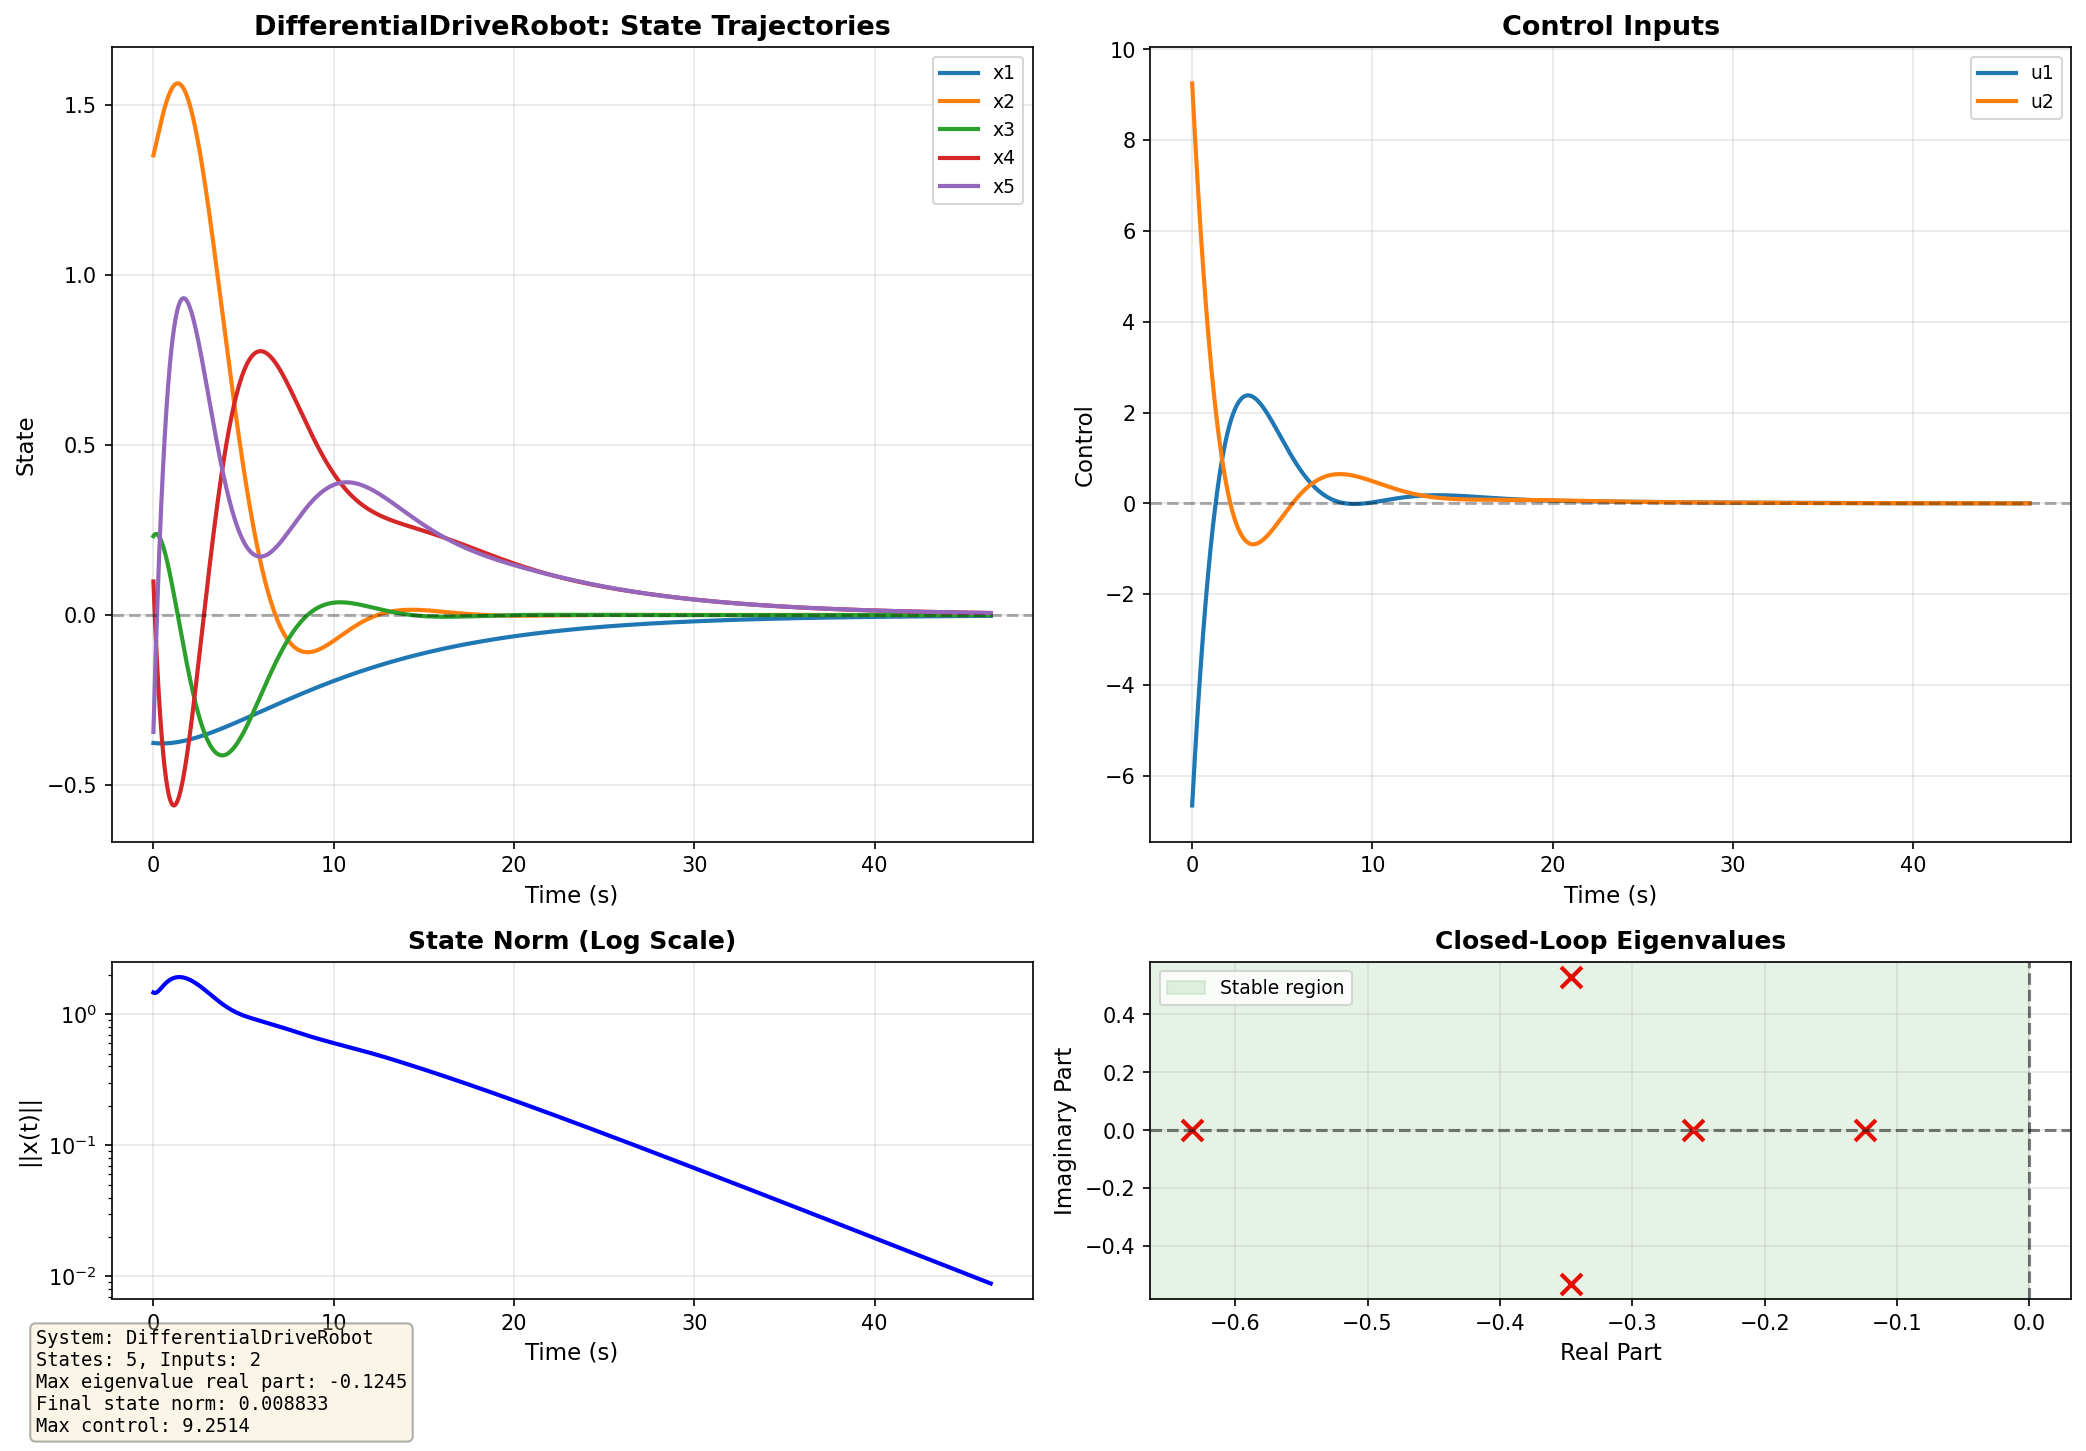 DifferentialDriveRobot: State Trajectories
1.5
1.0
0.5
0.0
−0.5
State
0 10 20 30 40
Time (s)
x1
x2
x3
x4
x5
Control Inputs
10
8
6
4
2
0
−2
−4
−6
Control
0 10 20 30 40
Time (s)
u1
u2
State Norm (Log Scale)
10⁰
10⁻¹
10⁻²
||x(t)||
0 10 20 30 40
Time (s)
Closed-Loop Eigenvalues
Stable region
0.4
0.2
0.0
−0.2
−0.4
Imaginary Part
−0.6 −0.5 −0.4 −0.3 −0.2 −0.1 0.0
Real Part
System: DifferentialDriveRobot
States: 5, Inputs: 2
Max eigenvalue real part: -0.1245
Final state norm: 0.008833
Max control: 9.2514